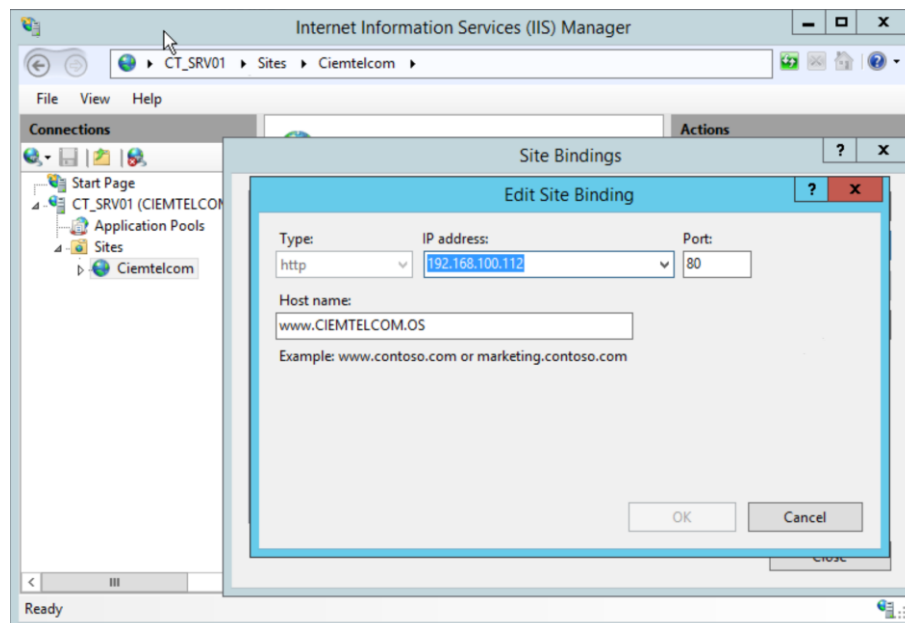 Internet Information Services (IIS) Manager
CT_SRV01 Sites Ciemtelcom
File View Help
Connections
Actions
Start Page
CT_SRV01 (CIEMTELCOM
Application Pools
Sites
Ciemtelcom
Site Bindings
Edit Site Binding
Type: IP address: Port:
http 192.168.100.112 80
Host name:
www.CIEMTELCOM.OS
Example: www.contoso.com or marketing.contoso.com
OK Cancel
Close
Ready